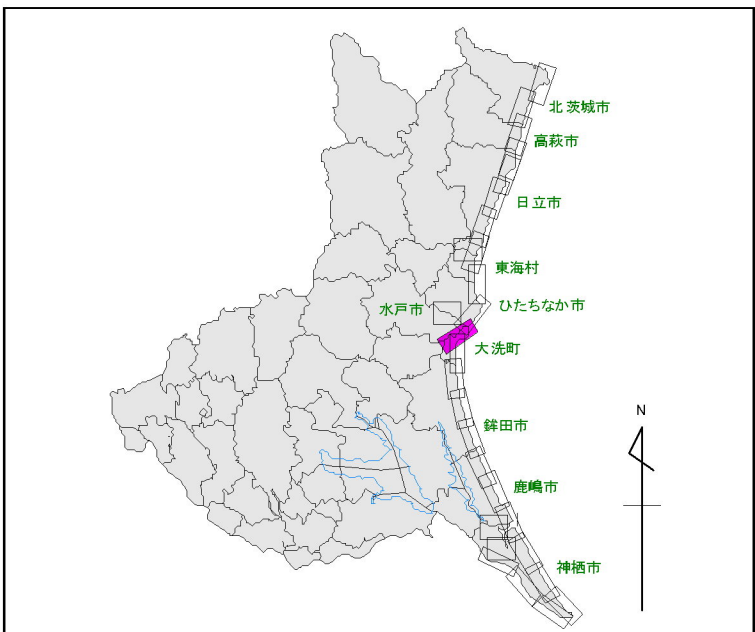 北茨城市
高萩市
日立市
東海村
ひたちなか市
水戸市
大洗町
鉾田市
N
鹿嶋市
神栖市